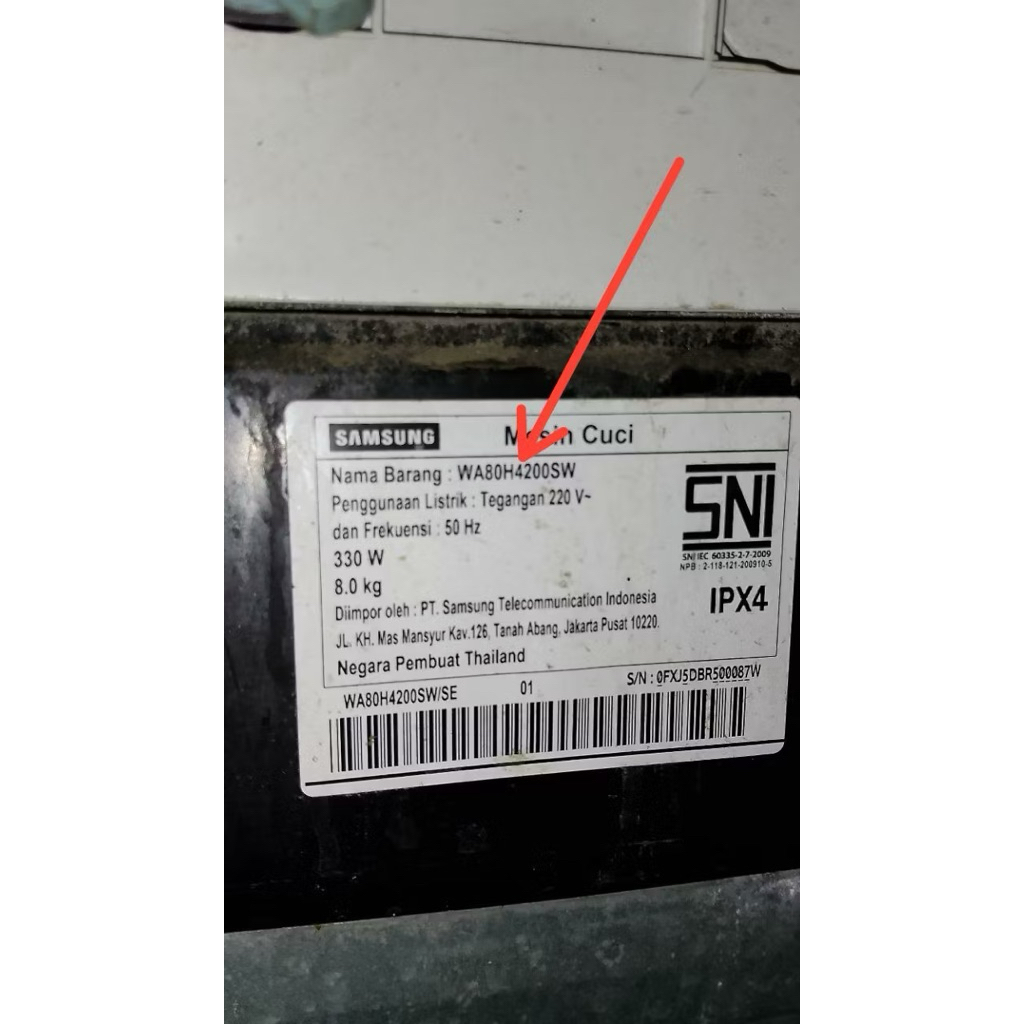 SAMSUNG Mesin Cuci
Nama Barang : WA80H4200SW
Penggunaan Listrik : Tegangan 220 V~
dan Frekuensi : 50 Hz
330 W
8.0 kg
Diimpor oleh : PT. Samsung Telecommunication Indonesia
JL. KH. Mas Mansyur Kav.126, Tanah Abang, Jakarta Pusat 10220.
Negara Pembuat Thailand
SNI
SNI IEC 60335-2-7-2009
NPB : 2-118-121-200910-5
IPX4
WA80H4200SW/SE 01 S/N : 0FXJ5DBR500087W